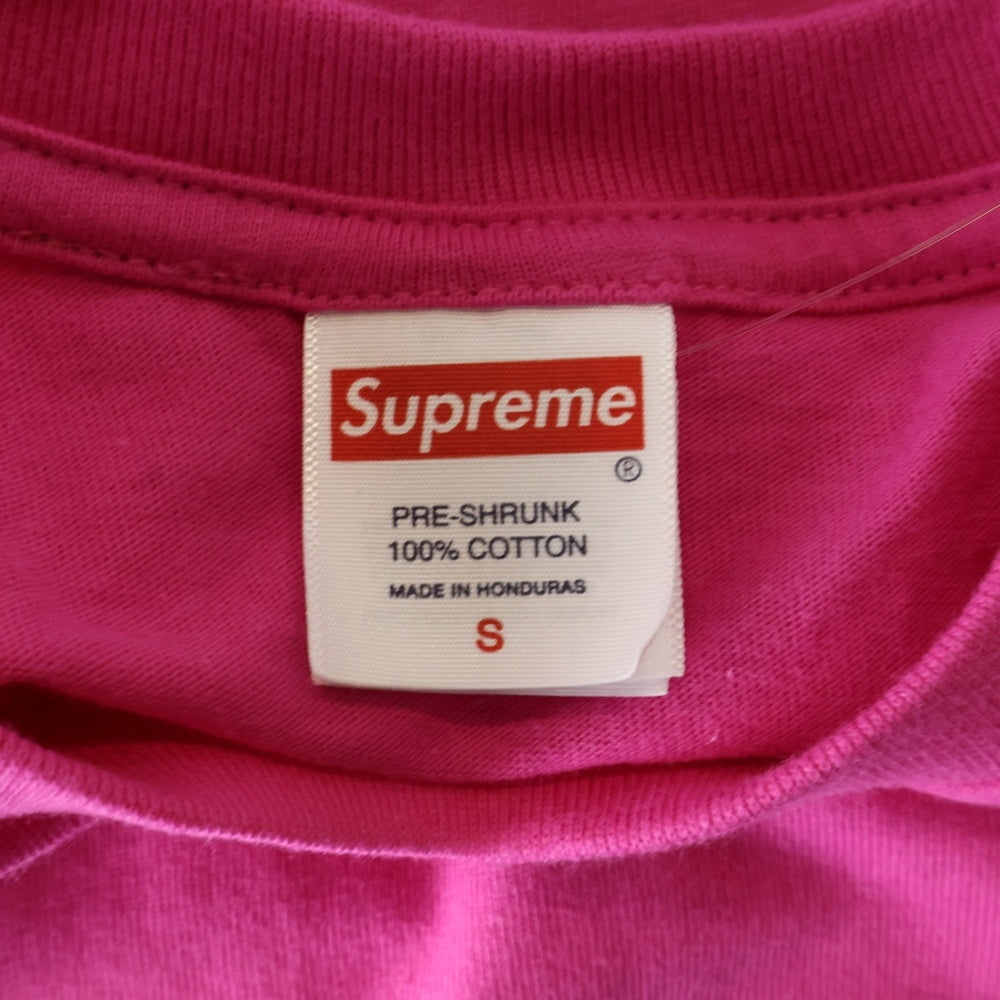 Supreme
®
PRE-SHRUNK
100% COTTON
MADE IN HONDURAS
S